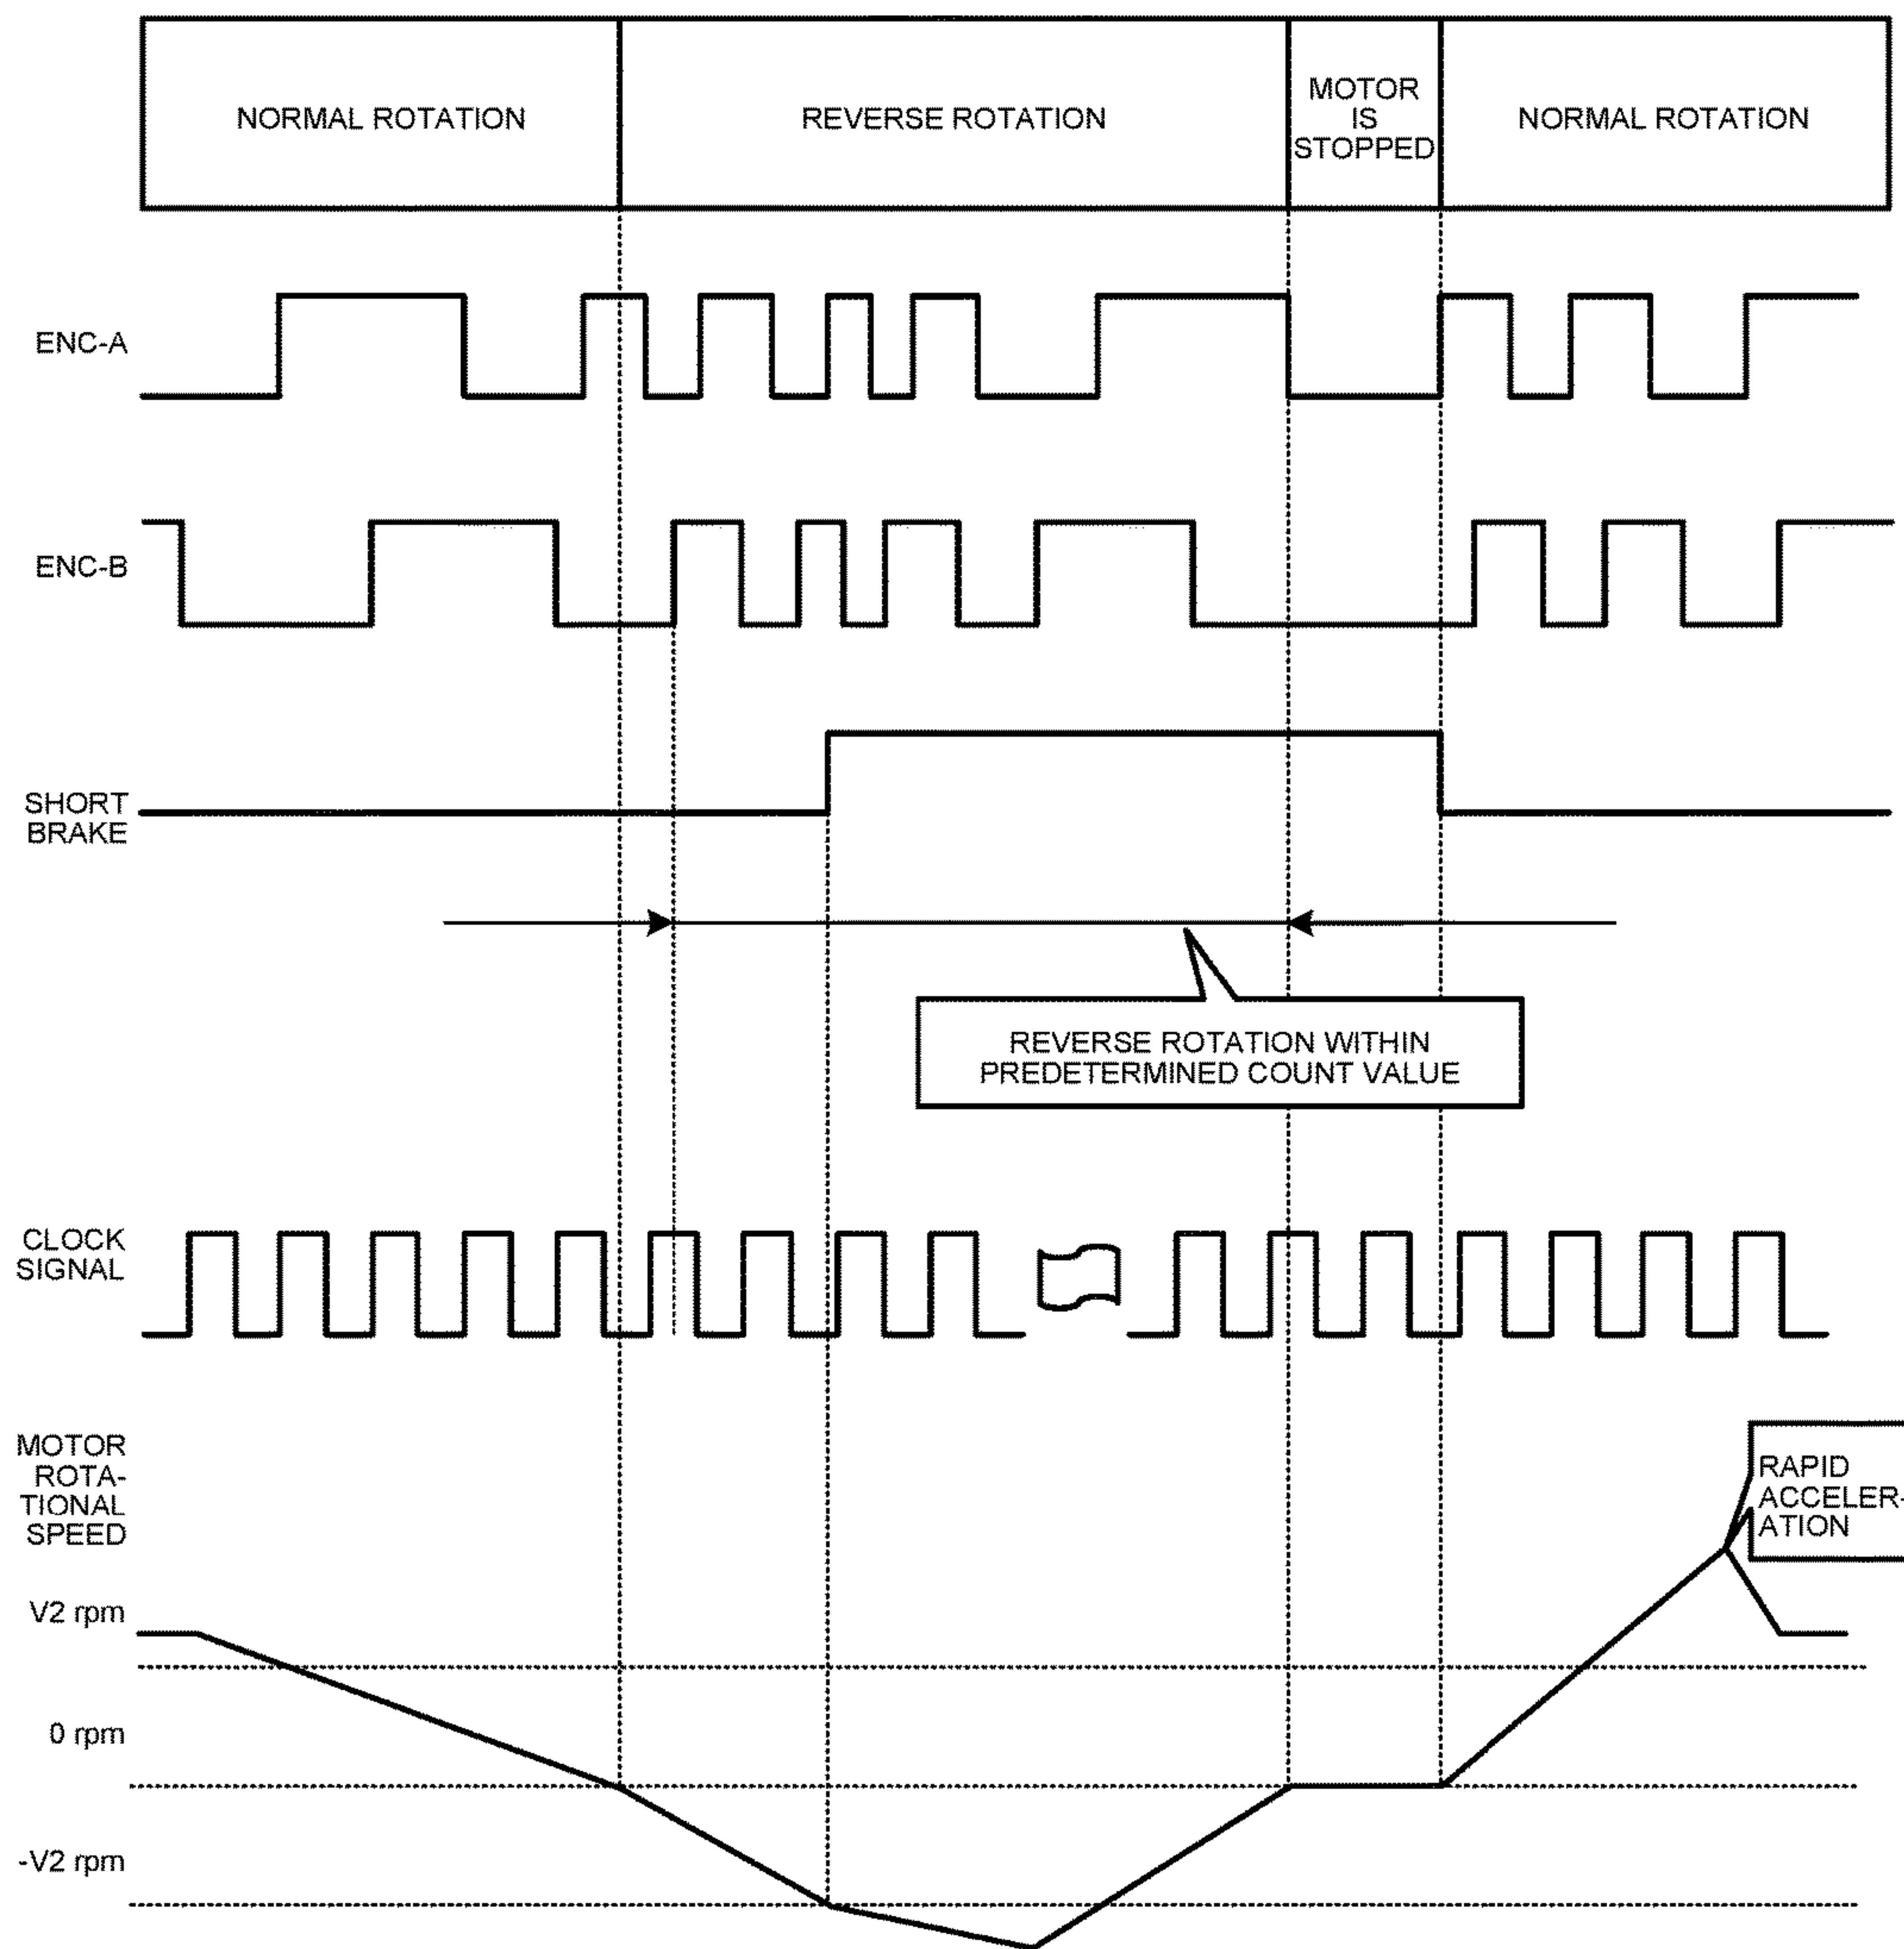 NORMAL ROTATION
REVERSE ROTATION
MOTOR
IS
STOPPED
NORMAL ROTATION
ENC-A
ENC-B
SHORT
BRAKE
REVERSE ROTATION WITHIN
PREDETERMINED COUNT VALUE
CLOCK
SIGNAL
MOTOR
ROTA-
TIONAL
SPEED
RAPID
ACCELER-
ATION
V2 rpm
0 rpm
-V2 rpm